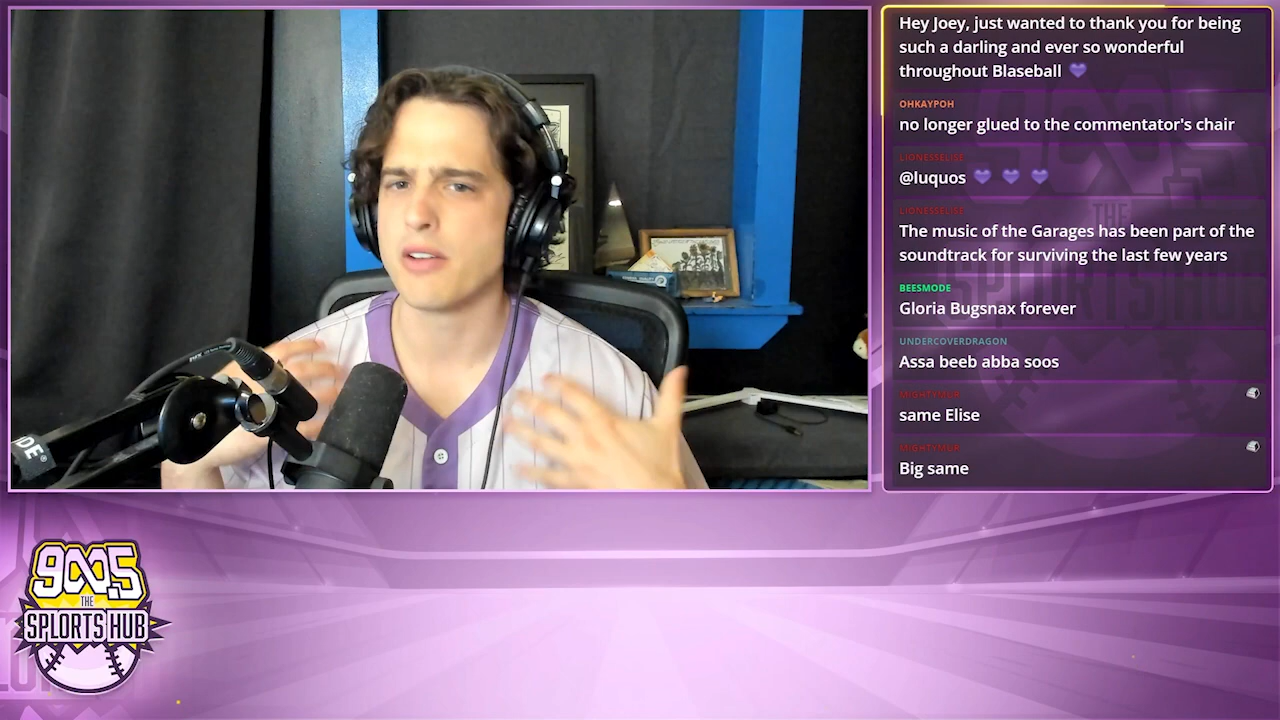 Hey Joey, just wanted to thank you for being
such a darling and ever so wonderful
throughout Blaseball 💜
OHKAYPOH
no longer glued to the commentator's chair
LIONESSELISE
@luquos 💜 💜 💜
LIONESSELISE
The music of the Garages has been part of the
soundtrack for surviving the last few years
BEESMODE
Gloria Bugsnax forever
UNDERCOVERDRAGON
Assa beeb abba soos
MIGHTYMUR
same Elise
MIGHTYMUR
Big same
DE®
THE
SPLORTS HUB